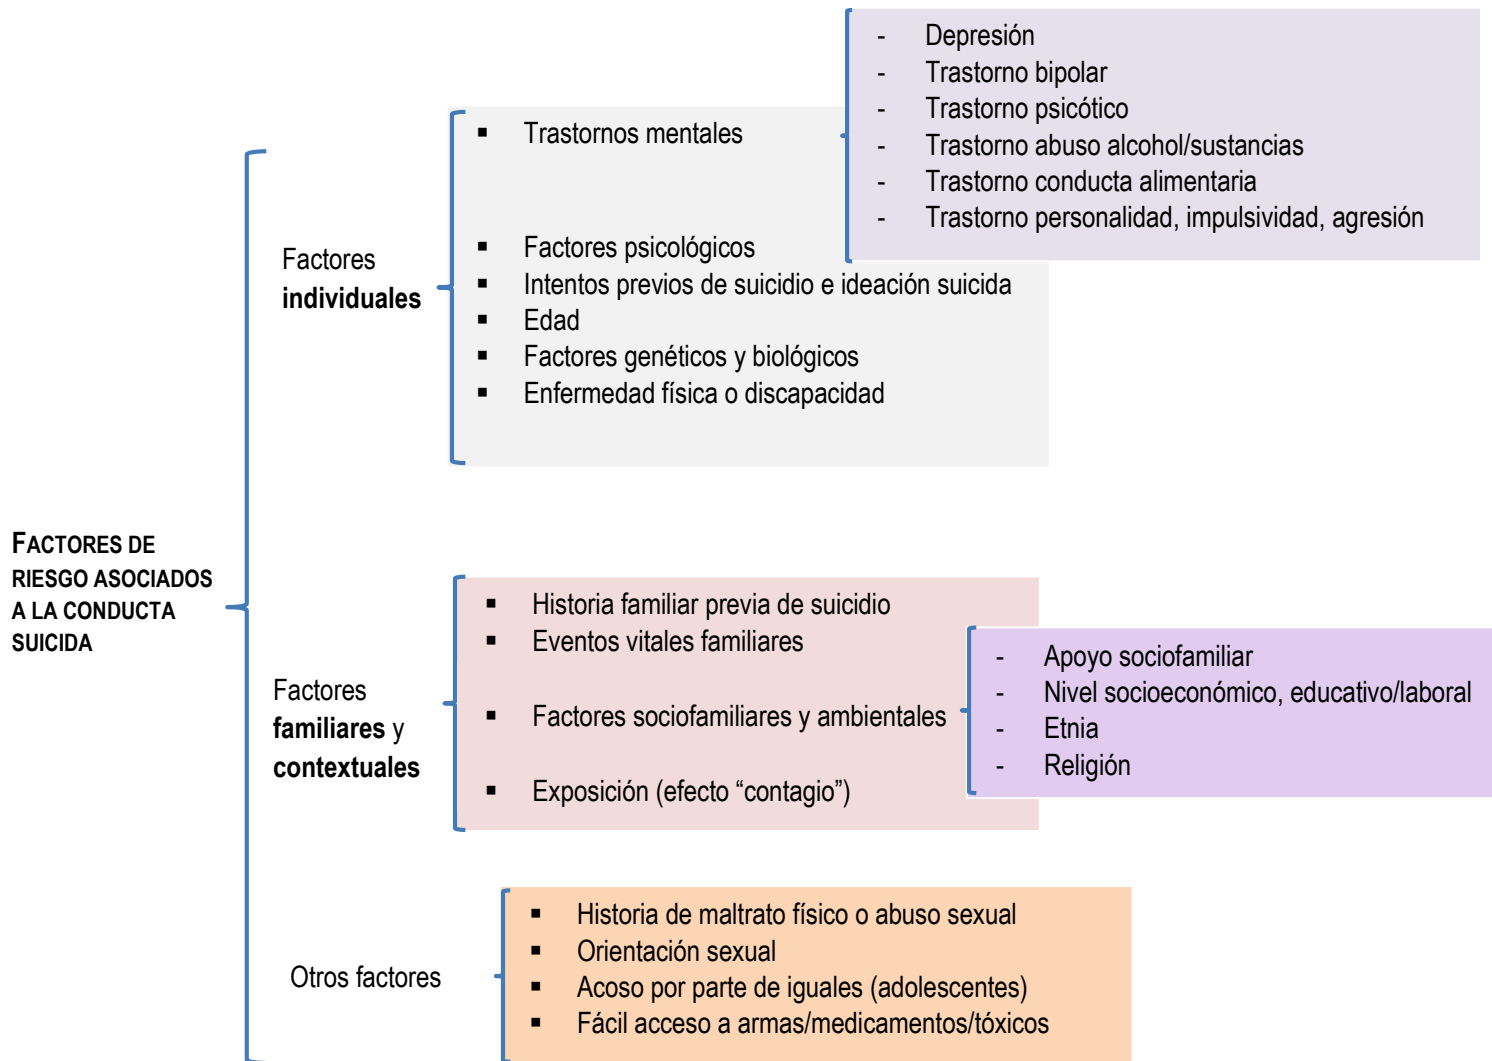 FACTORES DE
RIESGO ASOCIADOS
A LA CONDUCTA
SUICIDA
Factores
individuales
▪ Trastornos mentales
- Depresión
- Trastorno bipolar
- Trastorno psicótico
- Trastorno abuso alcohol/sustancias
- Trastorno conducta alimentaria
- Trastorno personalidad, impulsividad, agresión
▪ Factores psicológicos
▪ Intentos previos de suicidio e ideación suicida
▪ Edad
▪ Factores genéticos y biológicos
▪ Enfermedad física o discapacidad
Factores
familiares y
contextuales
▪ Historia familiar previa de suicidio
▪ Eventos vitales familiares
▪ Factores sociofamiliares y ambientales
- Apoyo sociofamiliar
- Nivel socioeconómico, educativo/laboral
- Etnia
- Religión
▪ Exposición (efecto “contagio”)
Otros factores
▪ Historia de maltrato físico o abuso sexual
▪ Orientación sexual
▪ Acoso por parte de iguales (adolescentes)
▪ Fácil acceso a armas/medicamentos/tóxicos